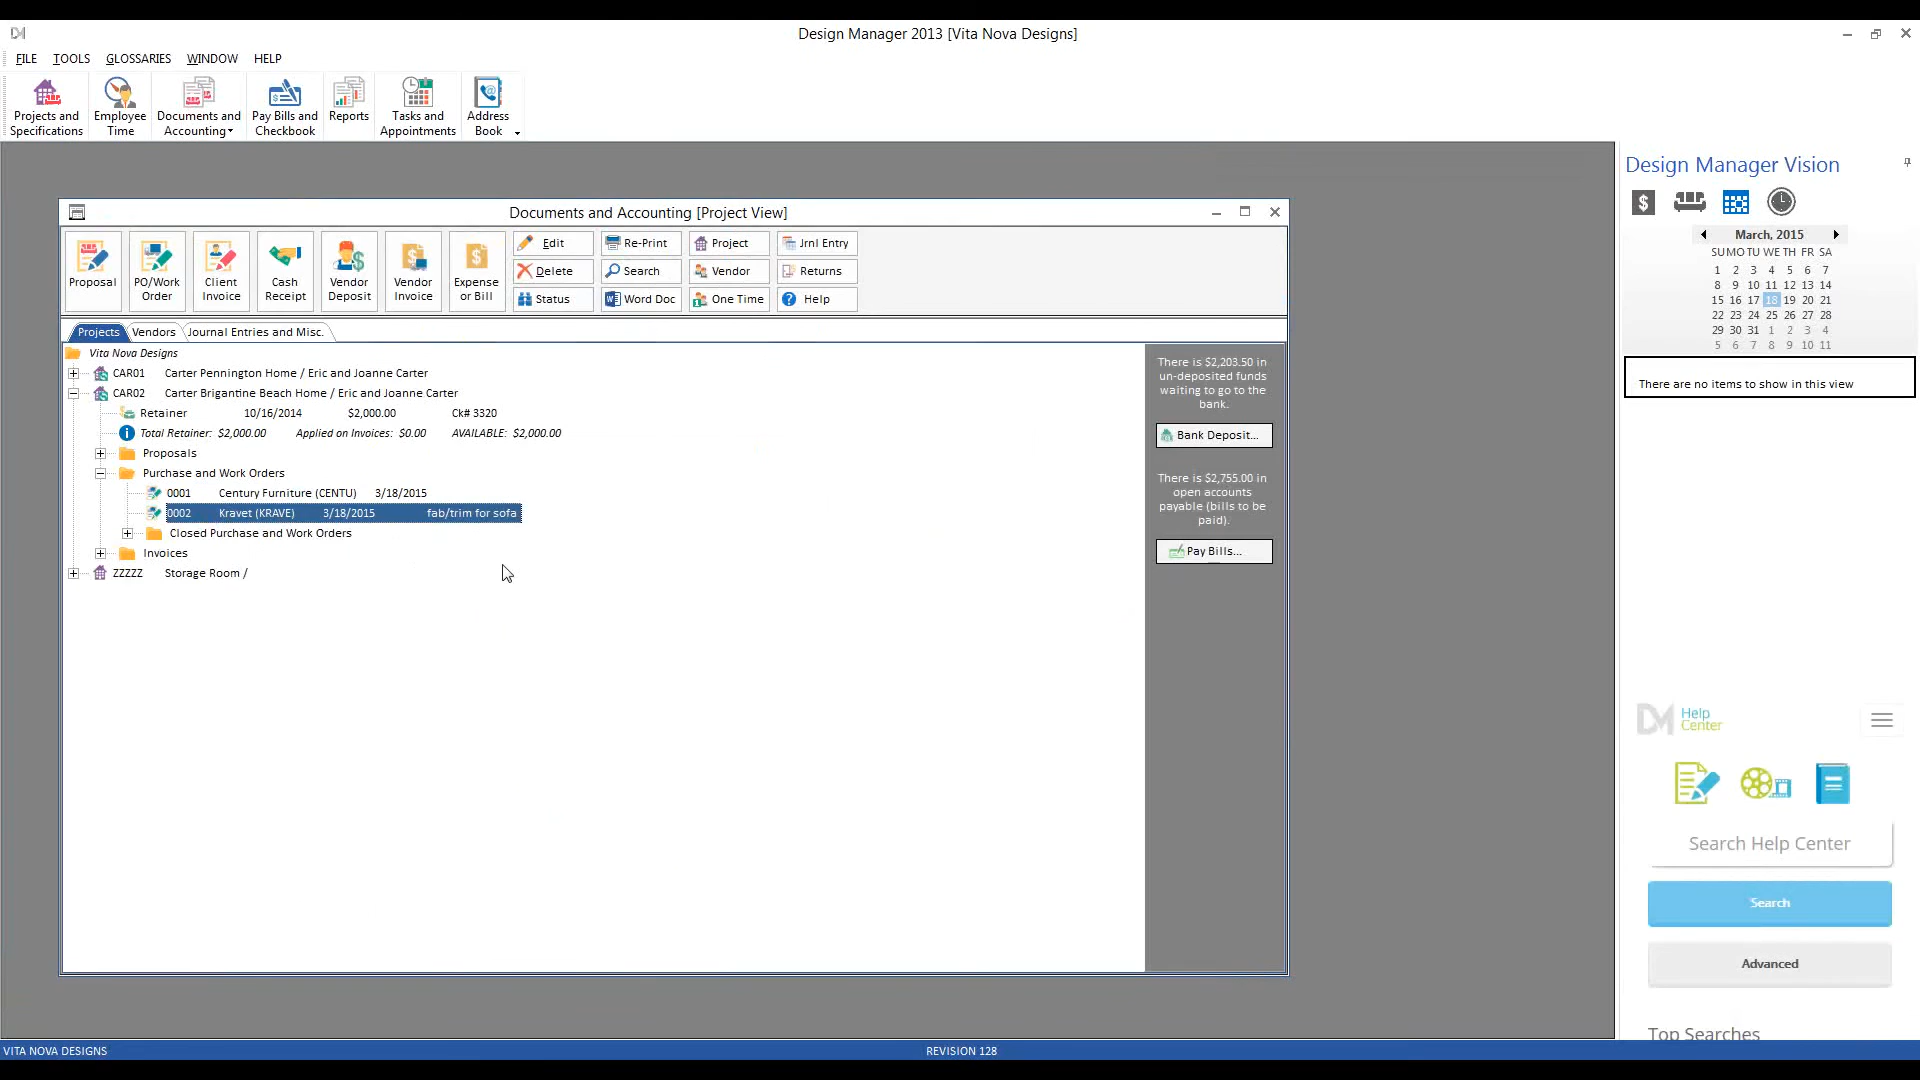 Design Manager 2013 [Vita Nova Designs]
FILE TOOLS GLOSSARIES WINDOW HELP
Projects and Specifications
Employee Time
Documents and Accounting
Pay Bills and Checkbook
Reports
Tasks and Appointments
Address Book
Documents and Accounting [Project View]
Proposal
PO/Work Order
Client Invoice
Cash Receipt
Vendor Deposit
Vendor Invoice
Expense or Bill
Edit Re-Print Project Jrnl Entry
Delete Search Vendor Returns
Status Word Doc One Time Help
Projects Vendors Journal Entries and Misc.
Vita Nova Designs
CAR01 Carter Pennington Home / Eric and Joanne Carter
CAR02 Carter Brigantine Beach Home / Eric and Joanne Carter
Retainer 10/16/2014 $2,000.00 Ck# 3320
Total Retainer: $2,000.00 Applied on Invoices: $0.00 AVAILABLE: $2,000.00
Proposals
Purchase and Work Orders
0001 Century Furniture (CENTU) 3/18/2015
0002 Kravet (KRAVE) 3/18/2015 fab/trim for sofa
Closed Purchase and Work Orders
Invoices
ZZZZZ Storage Room /
There is $2,203.50 in
un-deposited funds
waiting to go to the
bank.
Bank Deposit...
There is $2,755.00 in
open accounts
payable (bills to be
paid).
Pay Bills...
Design Manager Vision
March, 2015
SU MO TU WE TH FR SA
1 2 3 4 5 6 7
8 9 10 11 12 13 14
15 16 17 18 19 20 21
22 23 24 25 26 27 28
29 30 31 1 2 3 4
5 6 7 8 9 10 11
There are no items to show in this view
DM Help
Center
Search Help Center
Search
Advanced
Top Searches
VITA NOVA DESIGNS REVISION 128